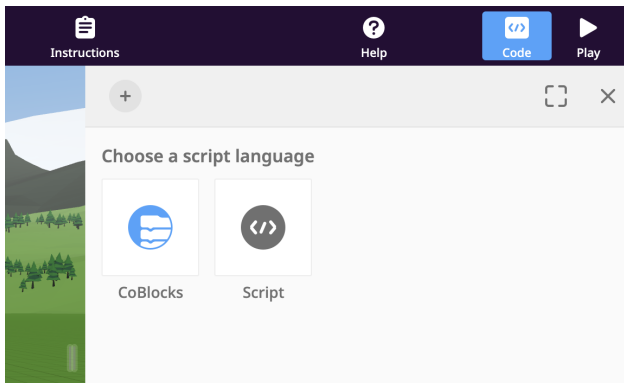 Instructions
Help
Code
Play
Choose a script language
CoBlocks
Script